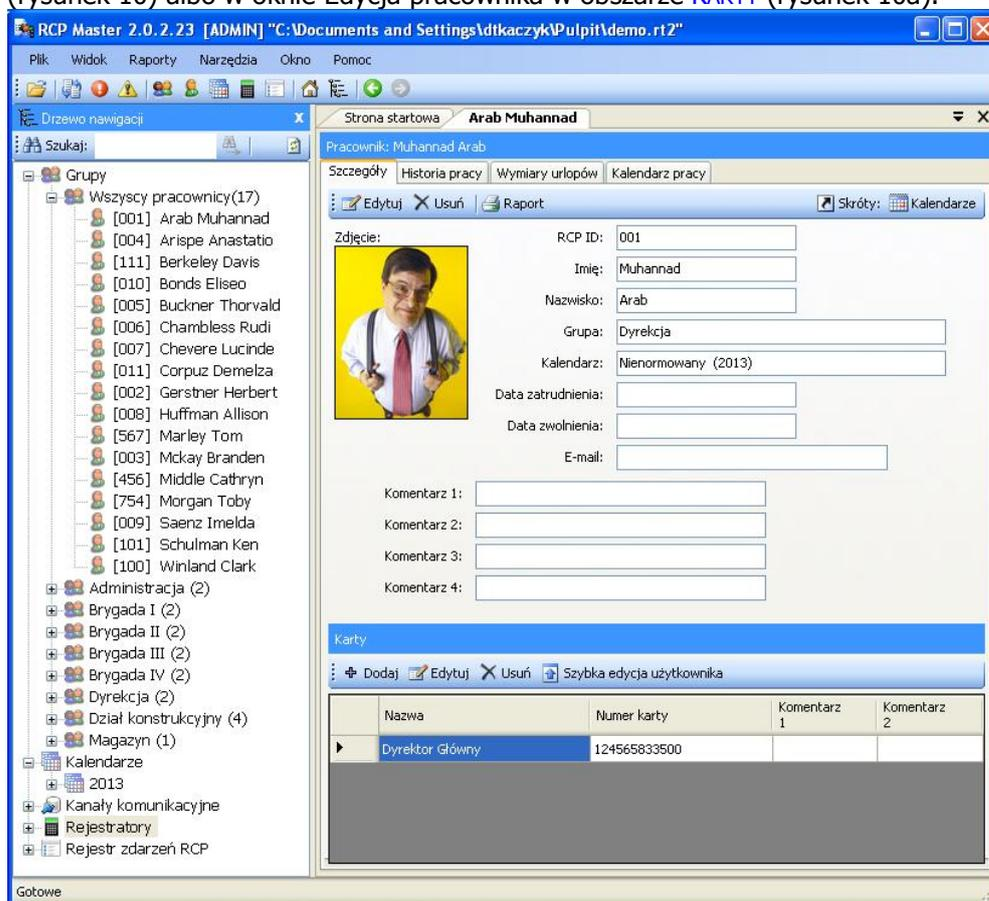 (rysunek 10) albo w oknie Edycja pracownika w obszarze KARTY (rysunek 10a).
RCP Master 2.0.2.23 [ADMIN] "C:\Documents and Settings\dtkaczyk\Pulpit\demo.rt2"
Plik Widok Raporty Narzędzia Okno Pomoc
Drzewo nawigacji x
Szukaj:
Grupy
Wszyscy pracownicy(17)
[001] Arab Muhannad
[004] Arispe Anastatio
[111] Berkeley Davis
[010] Bonds Eliseo
[005] Buckner Thorvald
[006] Chambless Rudi
[007] Chevere Lucinde
[011] Corpuz Demelza
[002] Gerstner Herbert
[008] Huffman Allison
[567] Marley Tom
[003] Mckay Branden
[456] Middle Cathryn
[754] Morgan Toby
[009] Saenz Imelda
[101] Schulman Ken
[100] Winland Clark
Administracja (2)
Brygada I (2)
Brygada II (2)
Brygada III (2)
Brygada IV (2)
Dyrekcja (2)
Dział konstrukcyjny (4)
Magazyn (1)
Kalendarze
2013
Kanały komunikacyjne
Rejestratory
Rejestr zdarzeń RCP
Strona startowa Arab Muhannad
Pracownik: Muhannad Arab
Szczegóły Historia pracy Wymiary urlopów Kalendarz pracy
Edytuj Usuń Raport Skróty: Kalendarze
Zdjęcie:
RCP ID: 001
Imię: Muhannad
Nazwisko: Arab
Grupa: Dyrekcja
Kalendarz: Nienormowany (2013)
Data zatrudnienia:
Data zwolnienia:
E-mail:
Komentarz 1:
Komentarz 2:
Komentarz 3:
Komentarz 4:
Karty
Dodaj Edytuj Usuń Szybka edycja użytkownika
Nazwa Numer karty Komentarz 1 Komentarz 2
Dyrektor Główny 124565833500
Gotowe